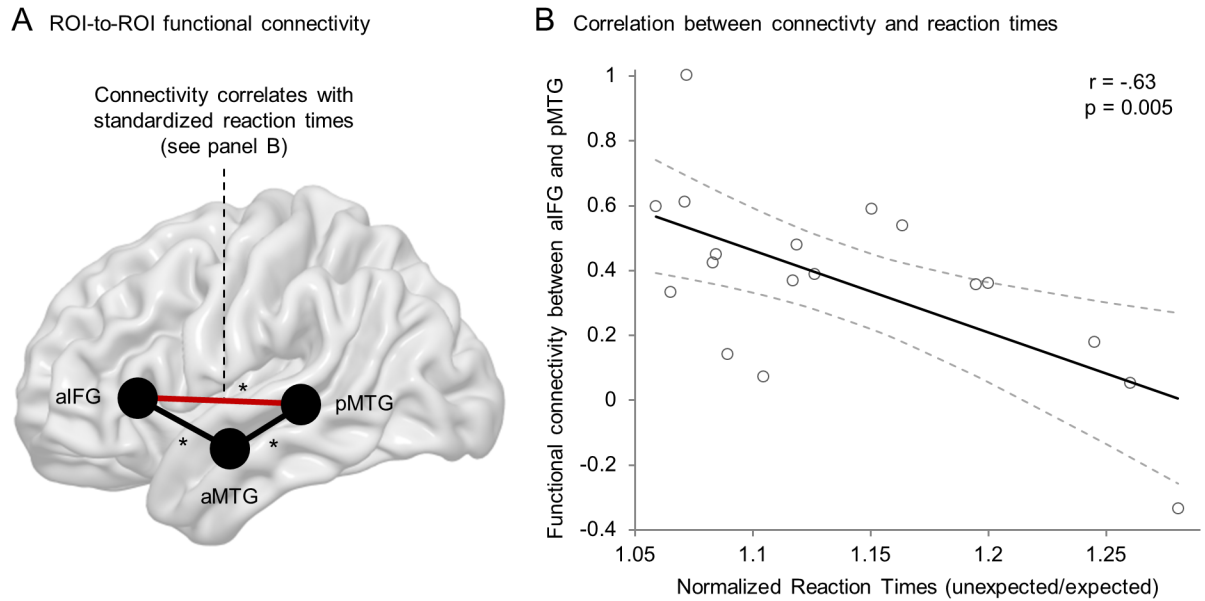 A ROI-to-ROI functional connectivity
Connectivity correlates with
standardized reaction times
(see panel B)
aIFG
*
pMTG
*
*
aMTG
B Correlation between connectivty and reaction times
Functional connectivity between aIFG and pMTG
1
0.8
0.6
0.4
0.2
0
-0.2
-0.4
r = -.63
p = 0.005
1.05 1.1 1.15 1.2 1.25
Normalized Reaction Times (unexpected/expected)